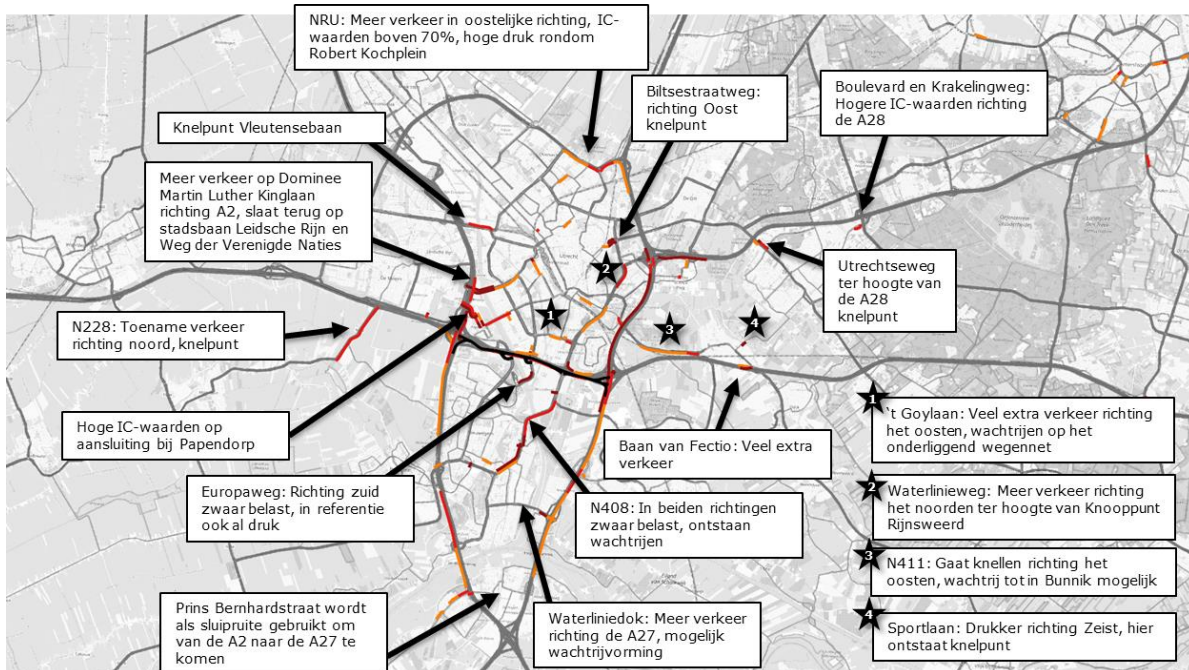 NRU: Meer verkeer in oostelijke richting, IC-
waarden boven 70%, hoge druk rondom
Robert Kochplein
Biltsestraatweg:
richting Oost
knelpunt
Boulevard en Krakelingweg:
Hogere IC-waarden richting
de A28
Knelpunt Vleutensebaan
Meer verkeer op Dominee
Martin Luther Kinglaan
richting A2, slaat terug op
stadsbaan Leidsche Rijn en
Weg der Verenigde Naties
Utrechtseweg
ter hoogte van
de A28
knelpunt
N228: Toename verkeer
richting noord, knelpunt
2
1
3
4
Hoge IC-waarden op
aansluiting bij Papendorp
Baan van Fectio: Veel extra
verkeer
Europaweg: Richting zuid
zwaar belast, in referentie
ook al druk
N408: In beiden richtingen
zwaar belast, ontstaan
wachtrijen
Prins Bernhardstraat wordt
als sluipruite gebruikt om
van de A2 naar de A27 te
komen
Waterliniedok: Meer verkeer
richting de A27, mogelijk
wachtrijvorming
1
't Goylaan: Veel extra verkeer richting
het oosten, wachtrijen op het
onderliggend wegennet
2
Waterlinieweg: Meer verkeer richting
het noorden ter hoogte van Knooppunt
Rijnsweerd
3
N411: Gaat knellen richting het
oosten, wachtrij tot in Bunnik mogelijk
4
Sportlaan: Drukker richting Zeist, hier
ontstaat knelpunt